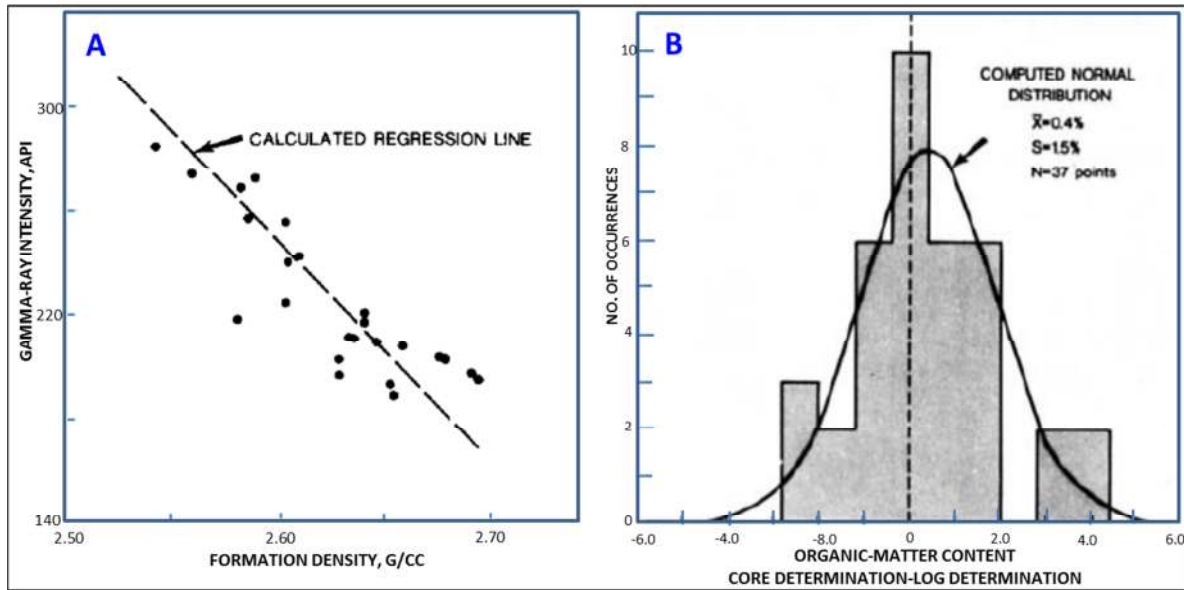 A
300
CALCULATED REGRESSION LINE
GAMMA-RAY INTENSITY,API
220
140
2.50
2.60
2.70
FORMATION DENSITY, G/CC
B
10
COMPUTED NORMAL
DISTRIBUTION
X̄=0.4%
S=1.5%
N=37 points
8
NO. OF OCCURRENCES
6
4
2
0
-6.0
-4.0
-8.0
0
2.0
4.0
6.0
ORGANIC-MATTER CONTENT
CORE DETERMINATION-LOG DETERMINATION